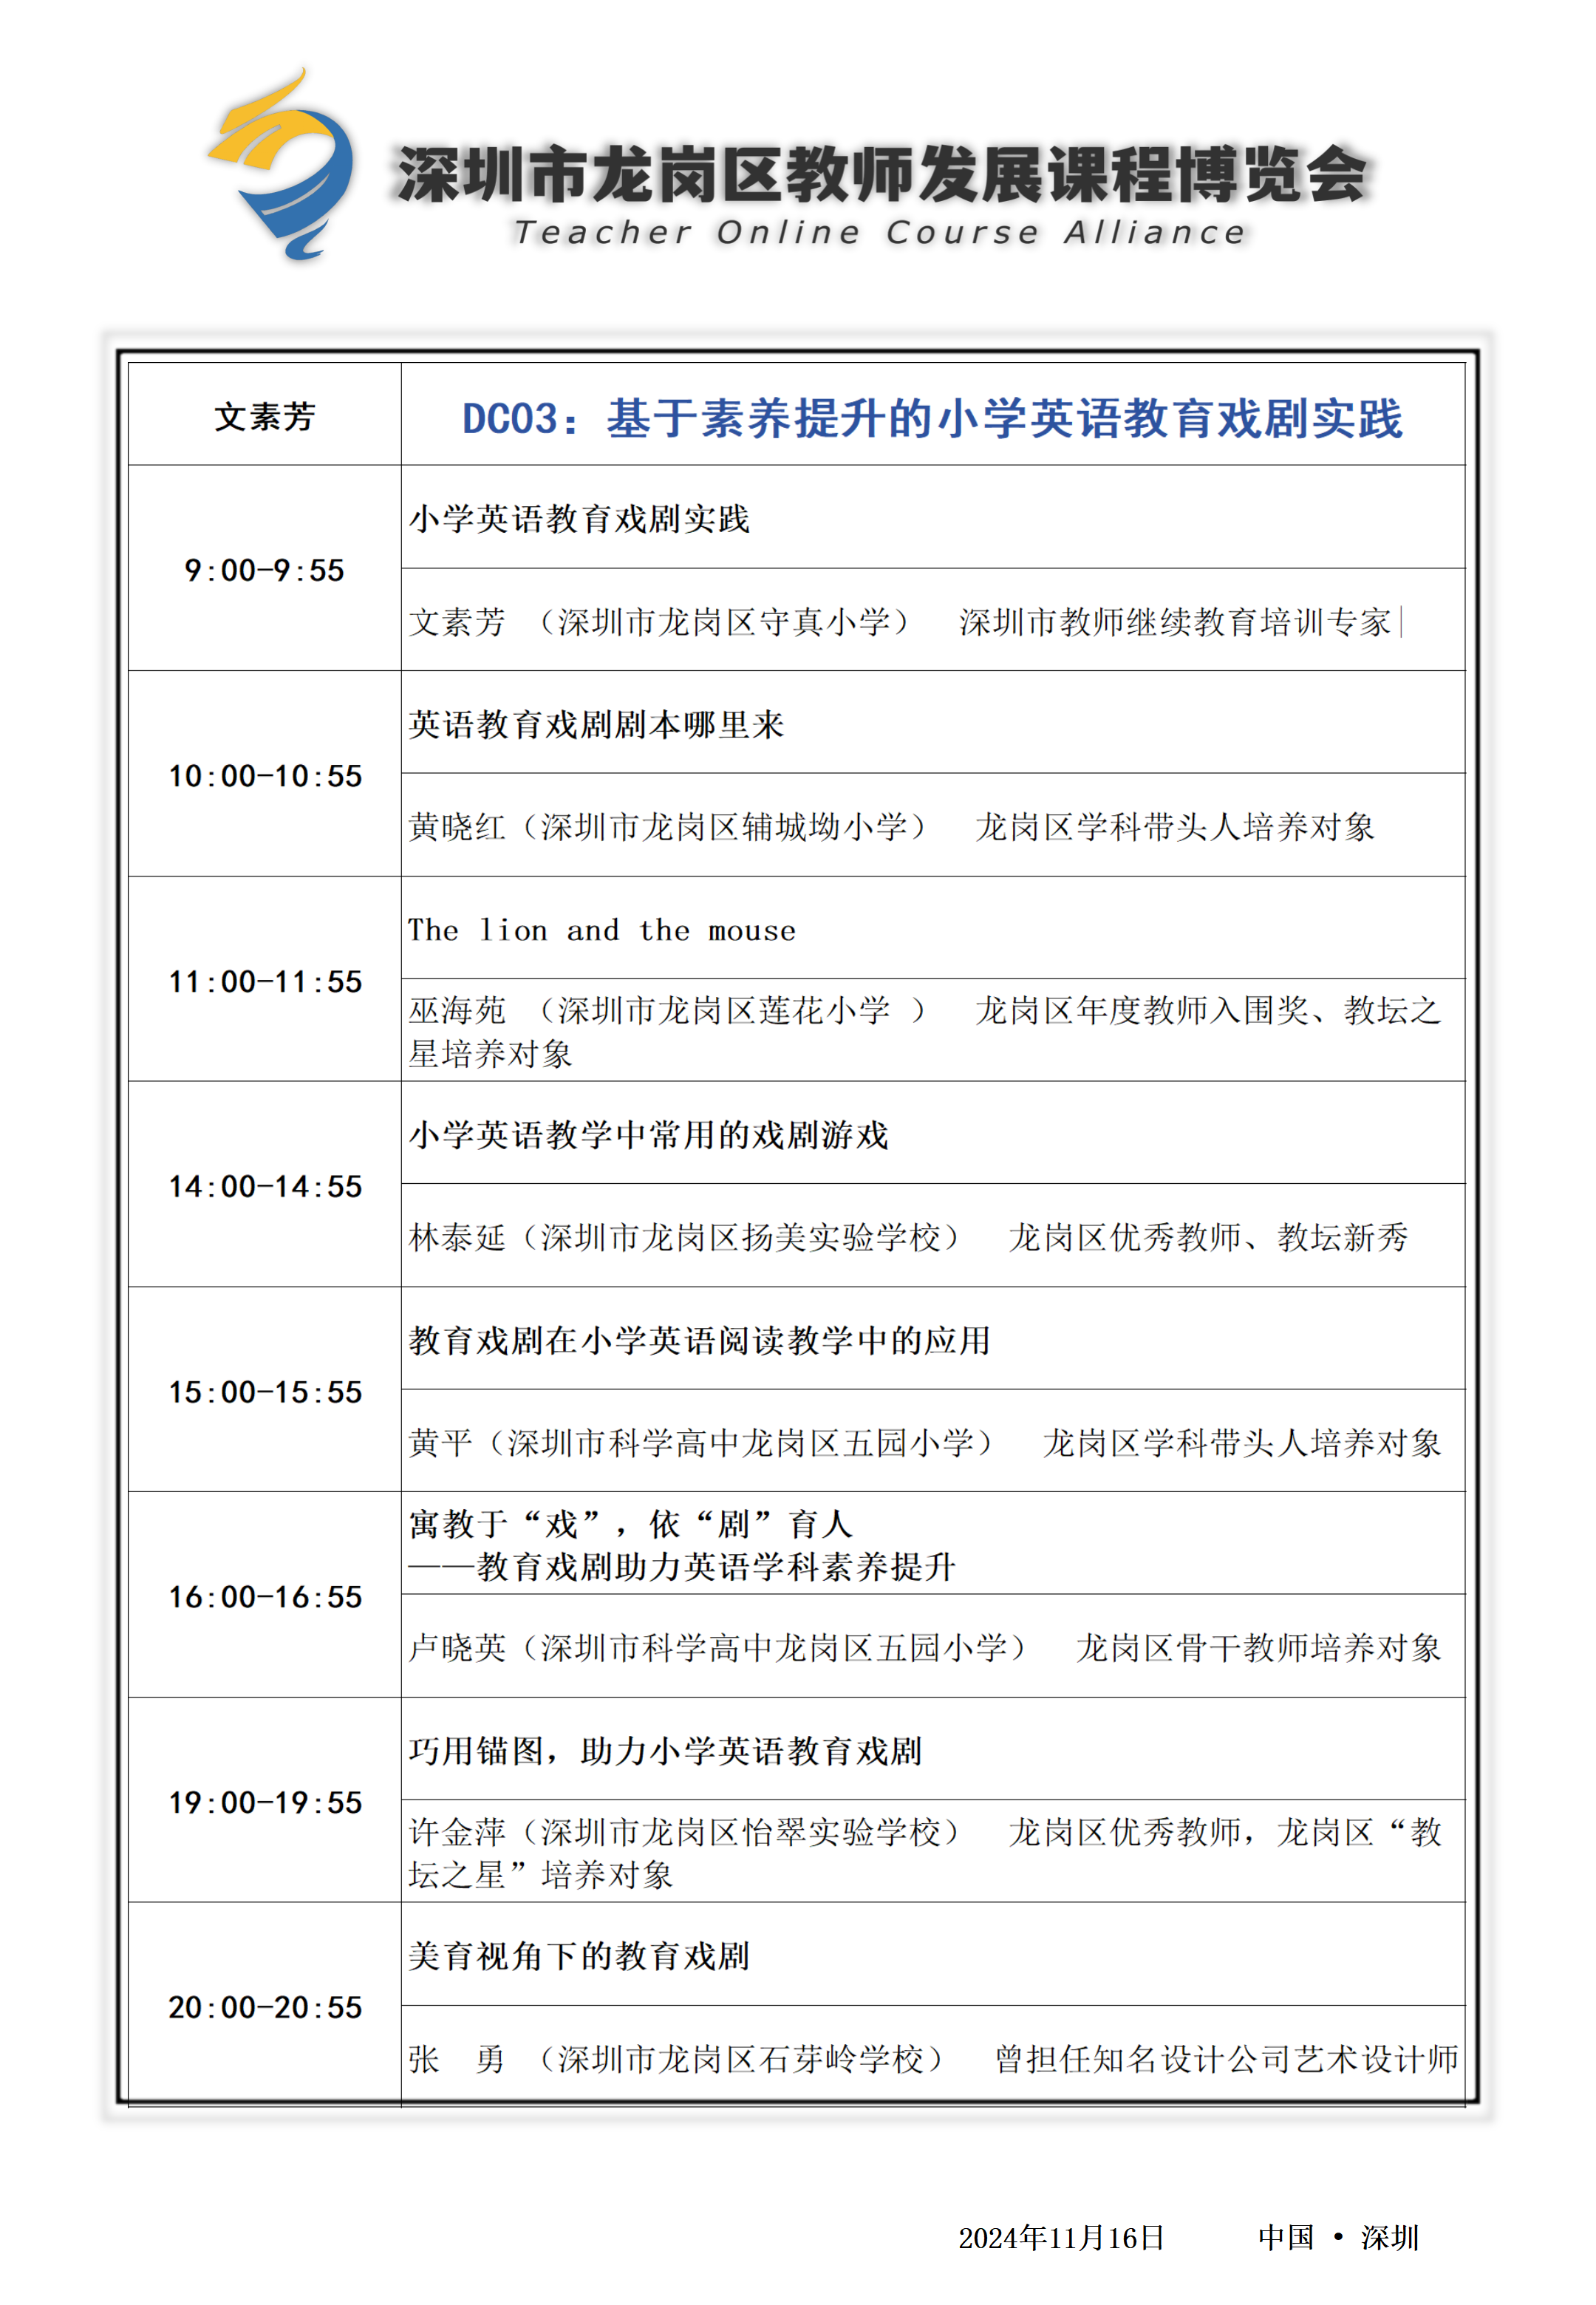 深圳市龙岗区教师发展课程博览会
Teacher Online Course Alliance
文素芳
DC03：基于素养提升的小学英语教育戏剧实践
9:00-9:55
小学英语教育戏剧实践
文素芳 （深圳市龙岗区守真小学） 深圳市教师继续教育培训专家
10:00-10:55
英语教育戏剧剧本哪里来
黄晓红（深圳市龙岗区辅城坳小学） 龙岗区学科带头人培养对象
11:00-11:55
The lion and the mouse
巫海苑 （深圳市龙岗区莲花小学 ） 龙岗区年度教师入围奖、教坛之
星培养对象
14:00-14:55
小学英语教学中常用的戏剧游戏
林泰延（深圳市龙岗区扬美实验学校） 龙岗区优秀教师、教坛新秀
15:00-15:55
教育戏剧在小学英语阅读教学中的应用
黄平（深圳市科学高中龙岗区五园小学） 龙岗区学科带头人培养对象
16:00-16:55
寓教于“戏”，依“剧”育人
——教育戏剧助力英语学科素养提升
卢晓英（深圳市科学高中龙岗区五园小学） 龙岗区骨干教师培养对象
19:00-19:55
巧用锚图，助力小学英语教育戏剧
许金萍（深圳市龙岗区怡翠实验学校） 龙岗区优秀教师，龙岗区“教
坛之星”培养对象
20:00-20:55
美育视角下的教育戏剧
张 勇 （深圳市龙岗区石芽岭学校） 曾担任知名设计公司艺术设计师
2024年11月16日 中国 • 深圳